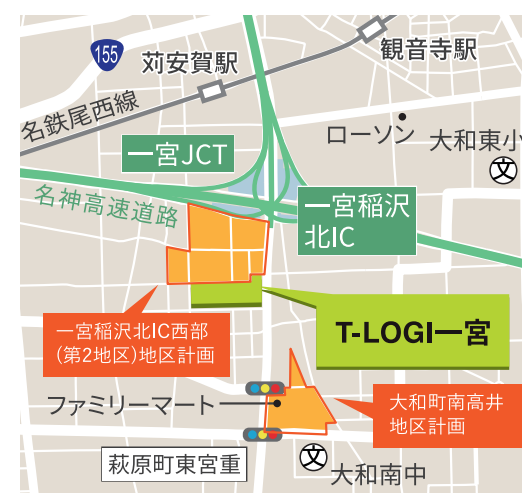 155
苅安賀駅
観音寺駅
名鉄尾西線
ローソン
大和東小
文
一宮JCT
名神高速道路
一宮稲沢
北IC
T-LOGI一宮
一宮稲沢北IC西部
(第2地区)地区計画
ファミリーマート
大和町南高井
地区計画
萩原町東宮重
文
大和南中